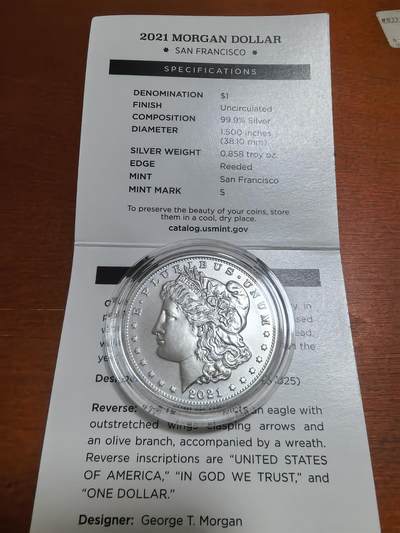 2021 MORGAN DOLLAR
SAN FRANCISCO
SPECIFICATIONS
DENOMINATION $1
FINISH Uncirculated
COMPOSITION 99.9% Silver
DIAMETER 1.500 inches
(38.10 mm)
SILVER WEIGHT 0.858 troy oz.
EDGE Reeded
MINT San Francisco
MINT MARK S
To preserve the beauty of your coins, store
them in a cool, dry place.
catalog.usmint.gov
E·PLURIBUS·UNUM
2021
Reverse: an eagle with
outstretched wings clasping arrows and
an olive branch, accompanied by a wreath.
Reverse inscriptions are “UNITED STATES
OF AMERICA,” “IN GOD WE TRUST,” and
“ONE DOLLAR.”
Designer: George T. Morgan